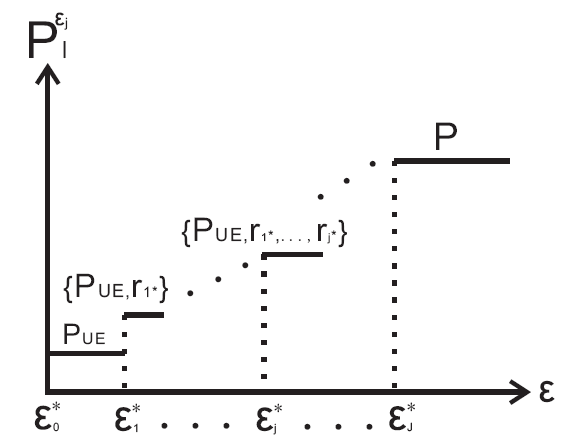 P_I^{ε_j}
P
{P_UE, r_1*, . . . , r_j*}
{P_UE, r_1*}
P_UE
ε
ε_0^* ε_1^* . . . . ε_j^* . . . . ε_J^*